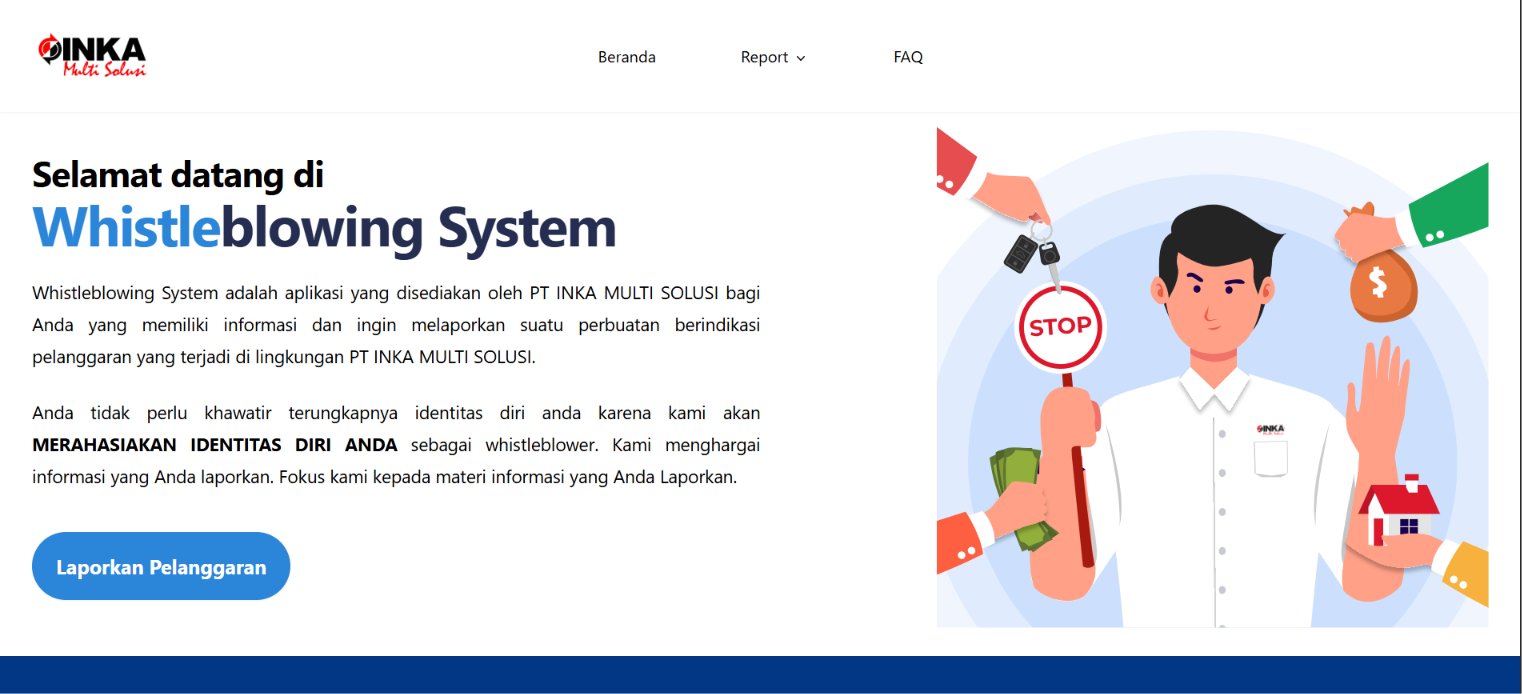 INKA
Multi Solusi
Beranda
Report
FAQ
Selamat datang di
Whistleblowing System
Whistleblowing System adalah aplikasi yang disediakan oleh PT INKA MULTI SOLUSI bagi
Anda yang memiliki informasi dan ingin melaporkan suatu perbuatan berindikasi
pelanggaran yang terjadi di lingkungan PT INKA MULTI SOLUSI.
Anda tidak perlu khawatir terungkapnya identitas diri anda karena kami akan
MERAHASIAKAN IDENTITAS DIRI ANDA sebagai whistleblower. Kami menghargai
informasi yang Anda laporkan. Fokus kami kepada materi informasi yang Anda Laporkan.
Laporkan Pelanggaran
STOP
$
INKA